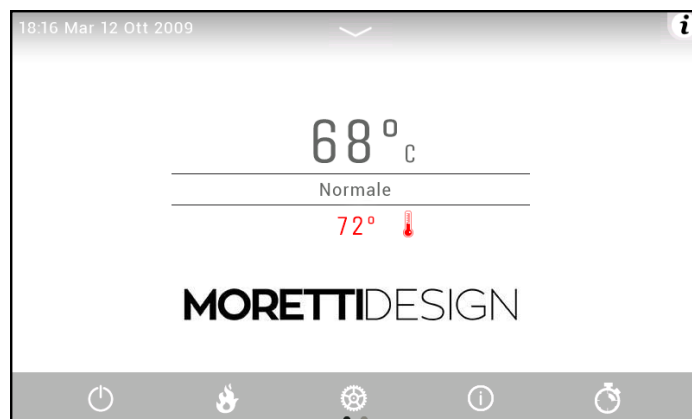 18:16 Mar 12 Ott 2009
i
68° C
Normale
72°
MORETTIDESIGN
i